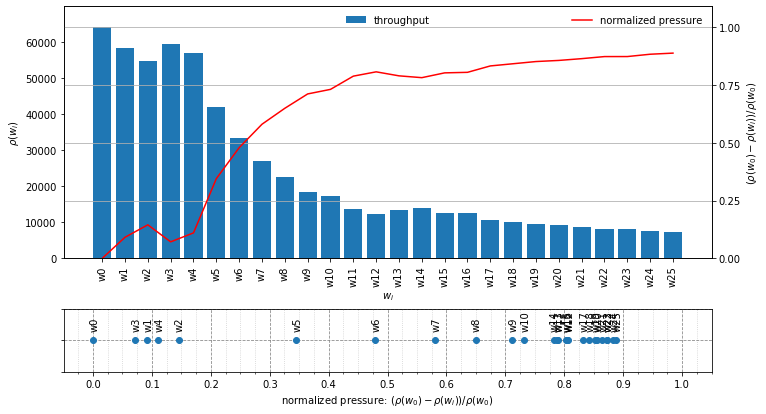 throughput
normalized pressure
70000
60000
50000
40000
30000
20000
10000
0
ρ(wᵢ)
1.00
0.75
0.50
0.25
0.00
(ρ(w₀) − ρ(wᵢ))/ρ(w₀)
w0 w1 w2 w3 w4 w5 w6 w7 w8 w9 w10 w11 w12 w13 w14 w15 w16 w17 w18 w19 w20 w21 w22 w23 w24 w25
wᵢ
w0 w3 w1 w4 w2 w5 w6 w7 w8 w9 w10 w14 w17 w25
0.0 0.1 0.2 0.3 0.4 0.5 0.6 0.7 0.8 0.9 1.0
normalized pressure: (ρ(w₀) − ρ(wᵢ))/ρ(w₀)